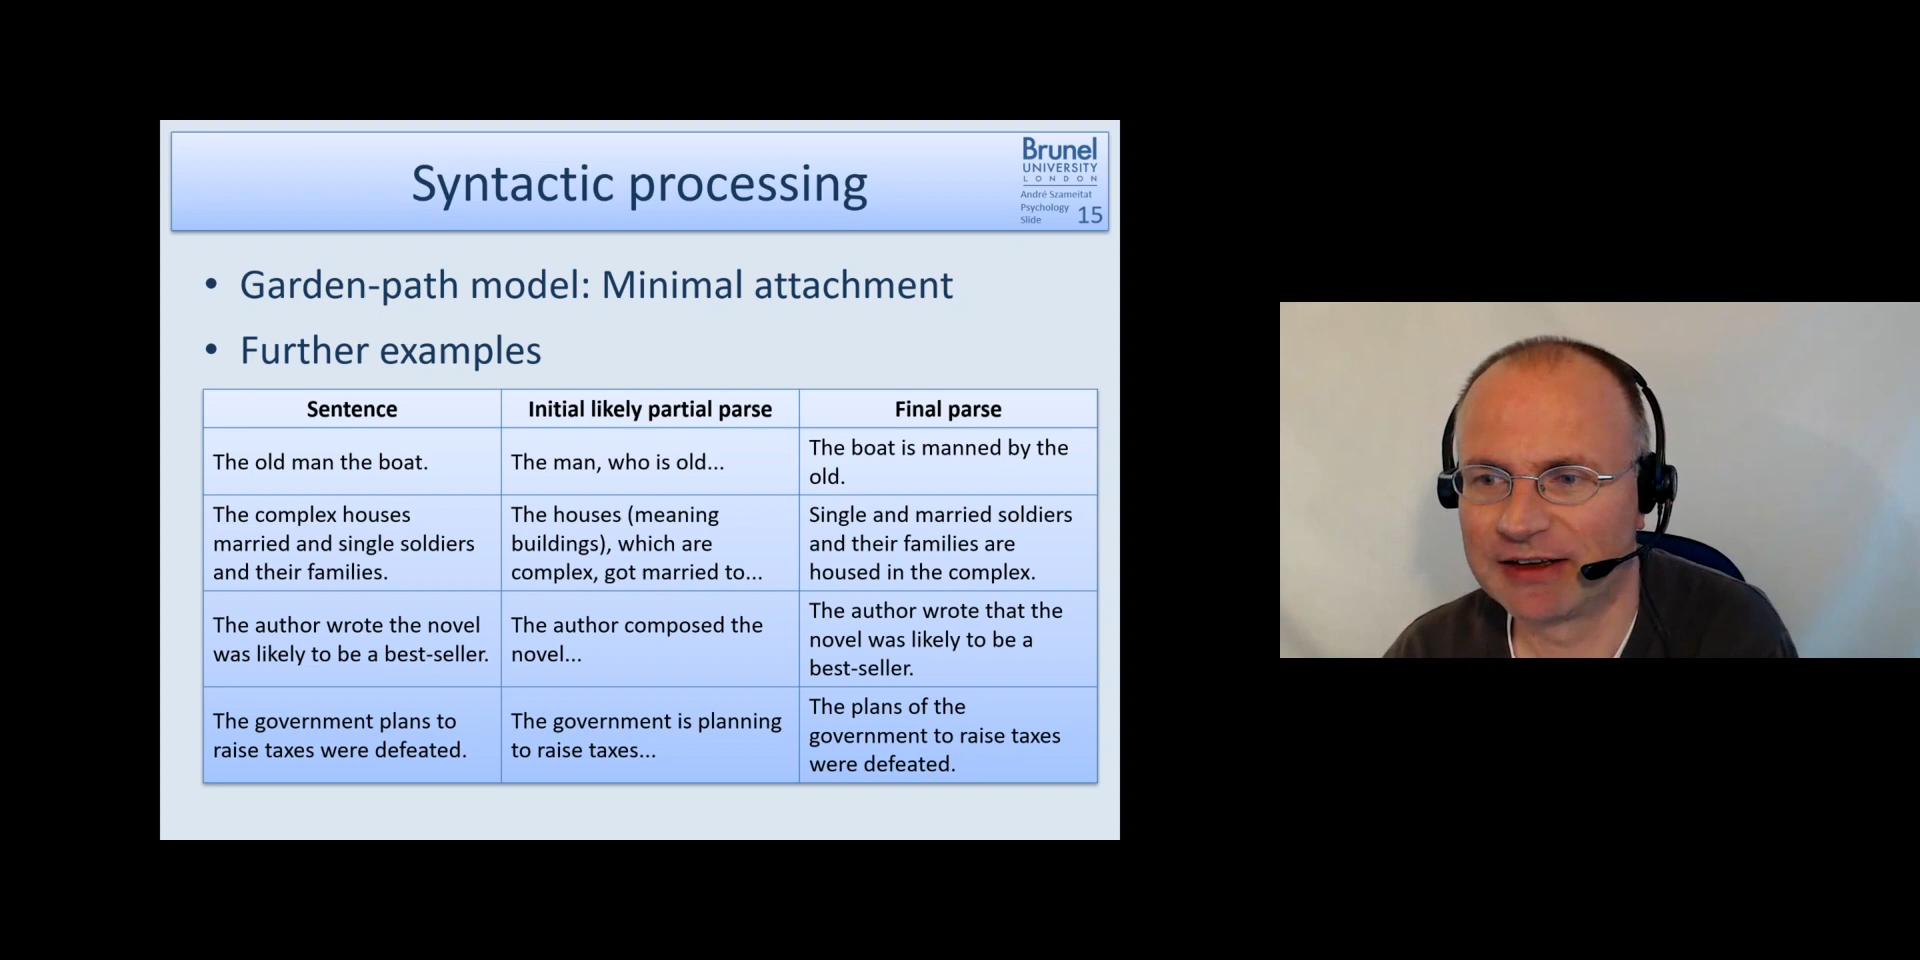 Syntactic processing
Brunel
UNIVERSITY
LONDON
André Szameitat
Psychology
Slide 15
• Garden-path model: Minimal attachment
• Further examples
Sentence
Initial likely partial parse
Final parse
The old man the boat.
The man, who is old...
The boat is manned by the
old.
The complex houses
married and single soldiers
and their families.
The houses (meaning
buildings), which are
complex, got married to...
Single and married soldiers
and their families are
housed in the complex.
The author wrote the novel
was likely to be a best-seller.
The author composed the
novel...
The author wrote that the
novel was likely to be a
best-seller.
The government plans to
raise taxes were defeated.
The government is planning
to raise taxes...
The plans of the
government to raise taxes
were defeated.